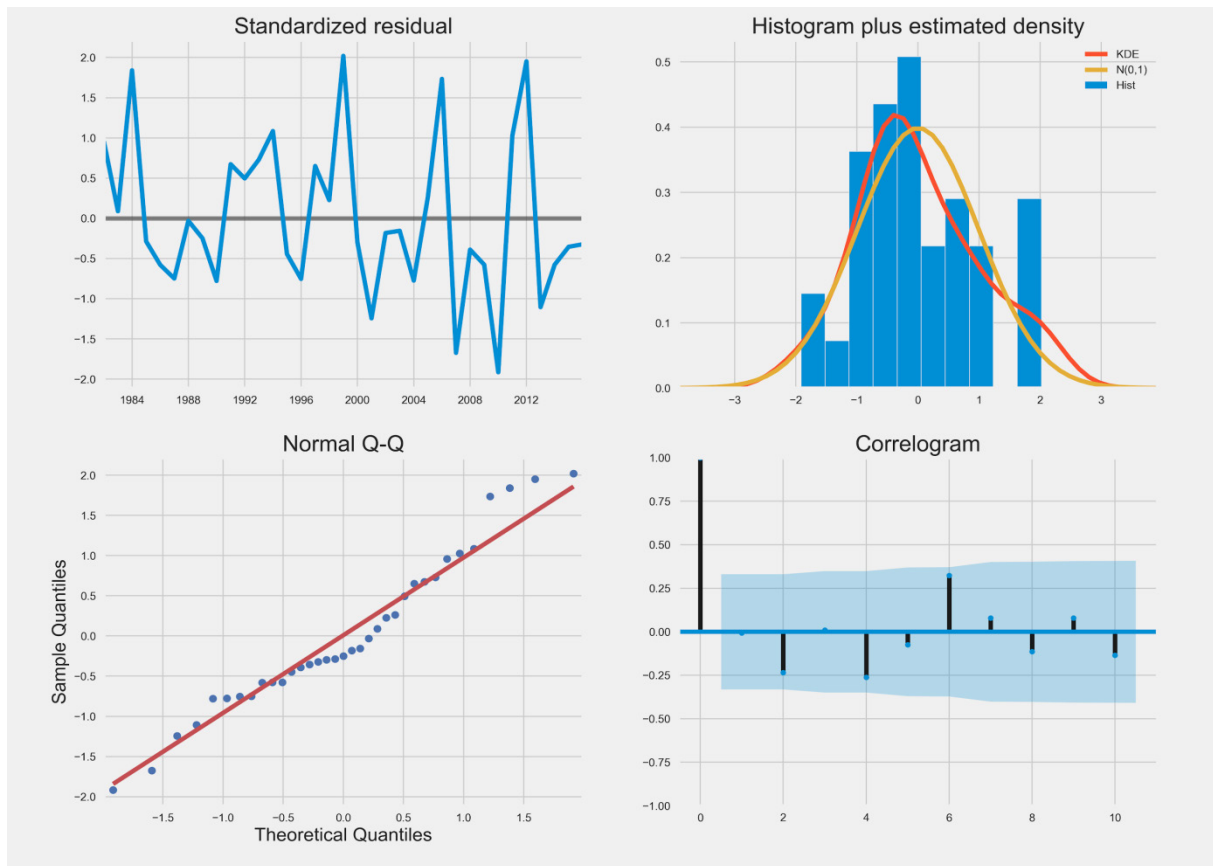 Standardized residual
2.0
1.5
1.0
0.5
0.0
−0.5
−1.0
−1.5
−2.0
1984 1988 1992 1996 2000 2004 2008 2012
Histogram plus estimated density
KDE
N(0,1)
Hist
0.5
0.4
0.3
0.2
0.1
0.0
−3 −2 −1 0 1 2 3
Normal Q-Q
Sample Quantiles
2.0
1.5
1.0
0.5
0.0
−0.5
−1.0
−1.5
−2.0
−1.5 −1.0 −0.5 0.0 0.5 1.0 1.5
Theoretical Quantiles
Correlogram
1.00
0.75
0.50
0.25
0.00
−0.25
−0.50
−0.75
−1.00
0 2 4 6 8 10